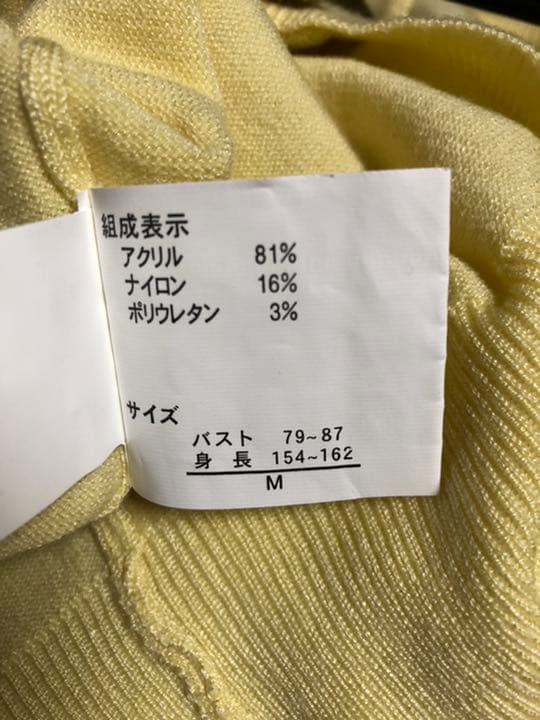 組成表示
アクリル 81%
ナイロン 16%
ポリウレタン 3%
サイズ
バスト 79~87
身長 154~162
M